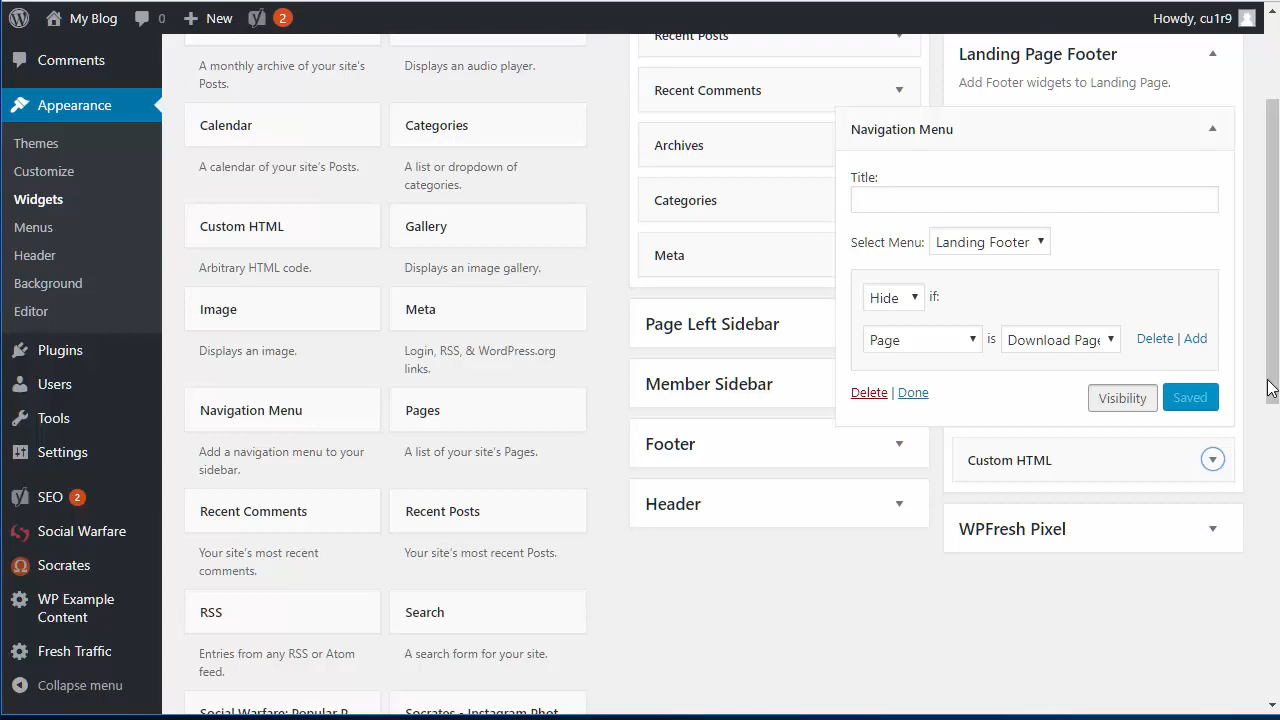 My Blog
0
New
2
Howdy, cu1r9
Comments
Appearance
Themes
Customize
Widgets
Menus
Header
Background
Editor
Plugins
Users
Tools
Settings
SEO 2
Social Warfare
Socrates
WP Example
Content
Fresh Traffic
Collapse menu
A monthly archive of your site's
Posts.
Displays an audio player.
Calendar
Categories
A calendar of your site's Posts.
A list or dropdown of
categories.
Custom HTML
Gallery
Arbitrary HTML code.
Displays an image gallery.
Image
Meta
Displays an image.
Login, RSS, & WordPress.org
links.
Navigation Menu
Pages
Add a navigation menu to your
sidebar.
A list of your site's Pages.
Recent Comments
Recent Posts
Your site's most recent
comments.
Your site's most recent Posts.
RSS
Search
Entries from any RSS or Atom
feed.
A search form for your site.
Social Warfare: Popular P
Socrates - Instagram Phot
Recent Posts
Recent Comments
Archives
Categories
Meta
Page Left Sidebar
Member Sidebar
Footer
Header
Landing Page Footer
Add Footer widgets to Landing Page.
Navigation Menu
Title:
Select Menu: Landing Footer
Hide if:
Page is Download Page Delete | Add
Delete | Done
Visibility
Saved
Custom HTML
WPFresh Pixel